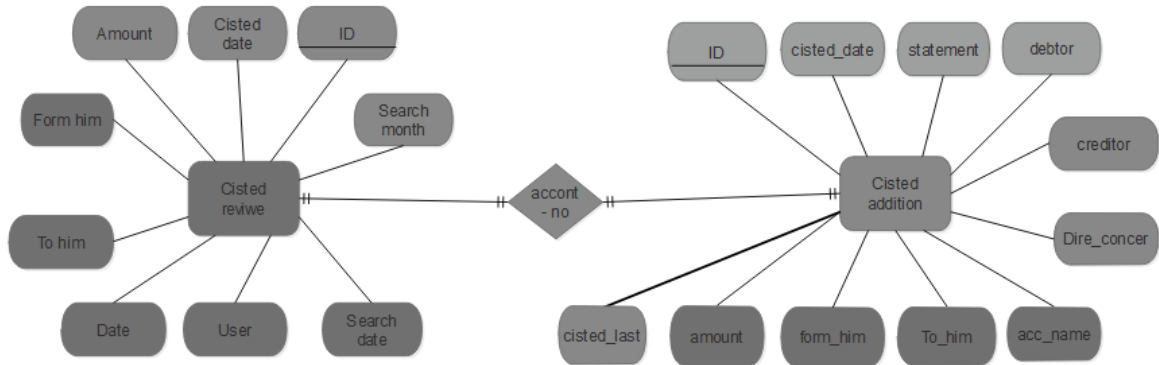 Amount
Cisted
date
ID
Form him
Search
month
Cisted
reviwe
To him
Date
User
Search
date
accont
- no
ID
cisted_date
statement
debtor
creditor
Cisted
addition
Dire_concer
cisted_last
amount
form_him
To_him
acc_name